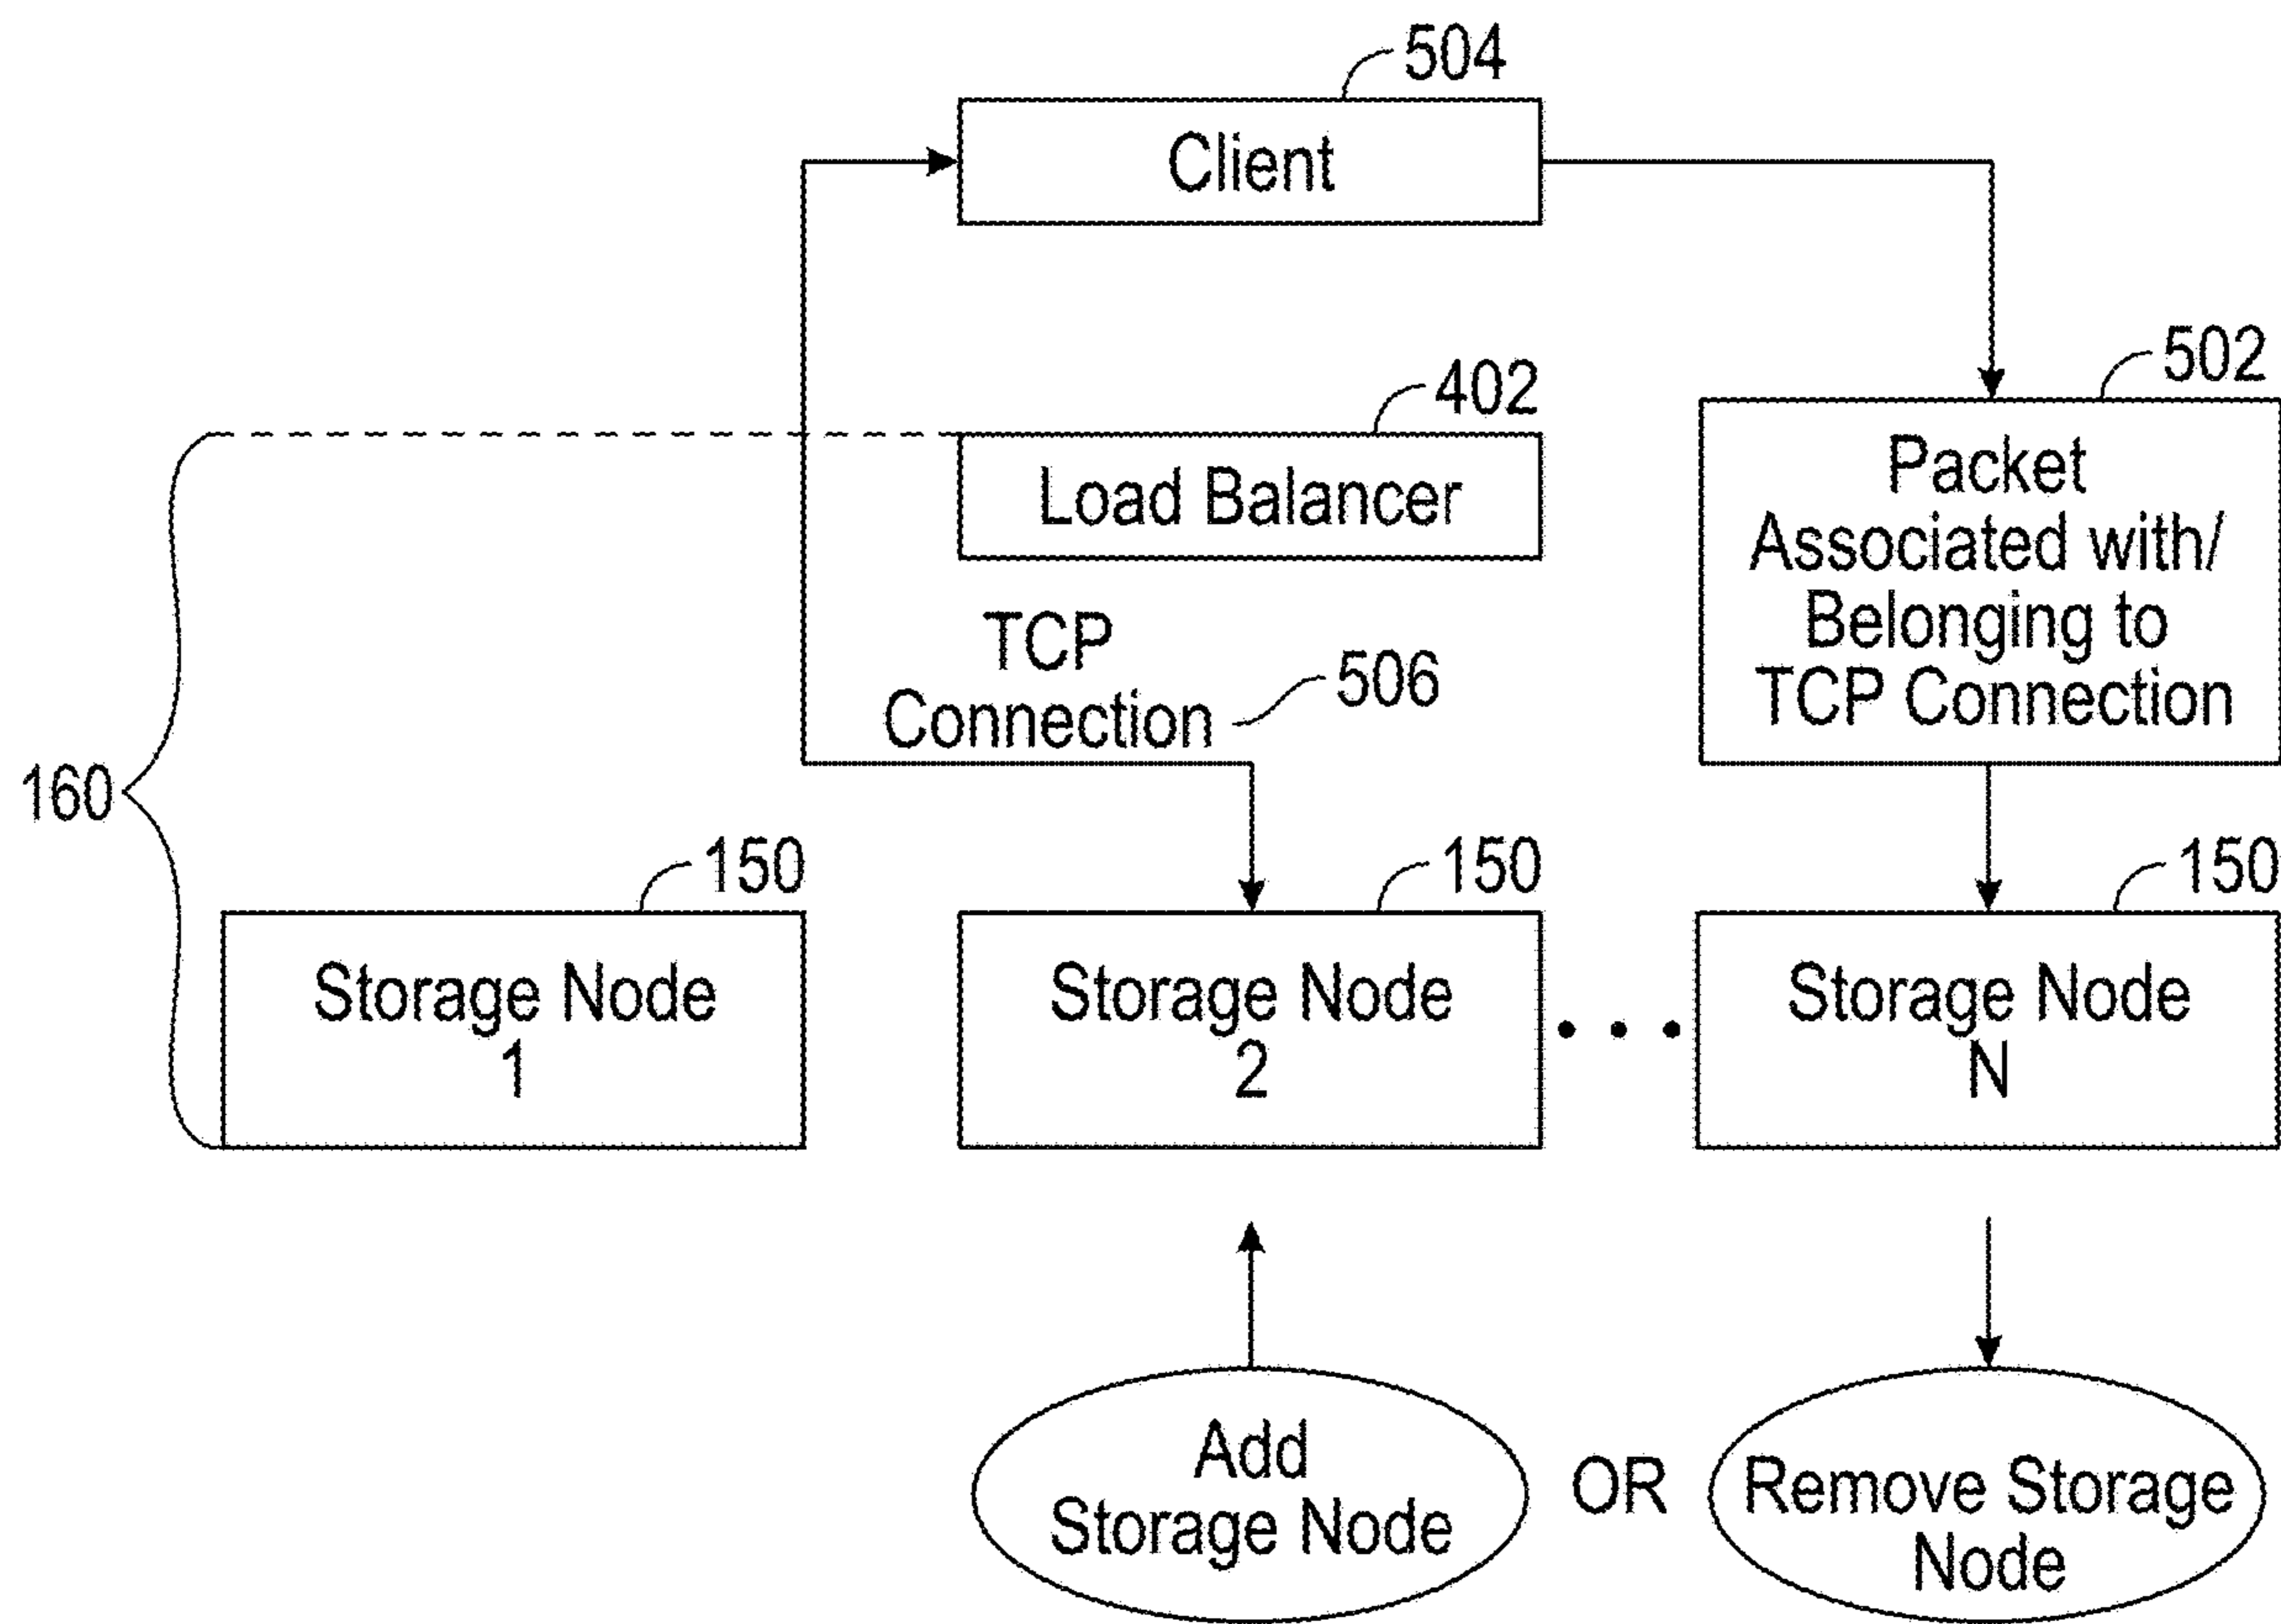 504
Client
502
402
Load Balancer
Packet
Associated with/
Belonging to
TCP Connection
TCP
Connection
506
160
150
150
150
Storage Node
1
Storage Node
2
Storage Node
N
Add
Storage Node
OR
Remove Storage
Node